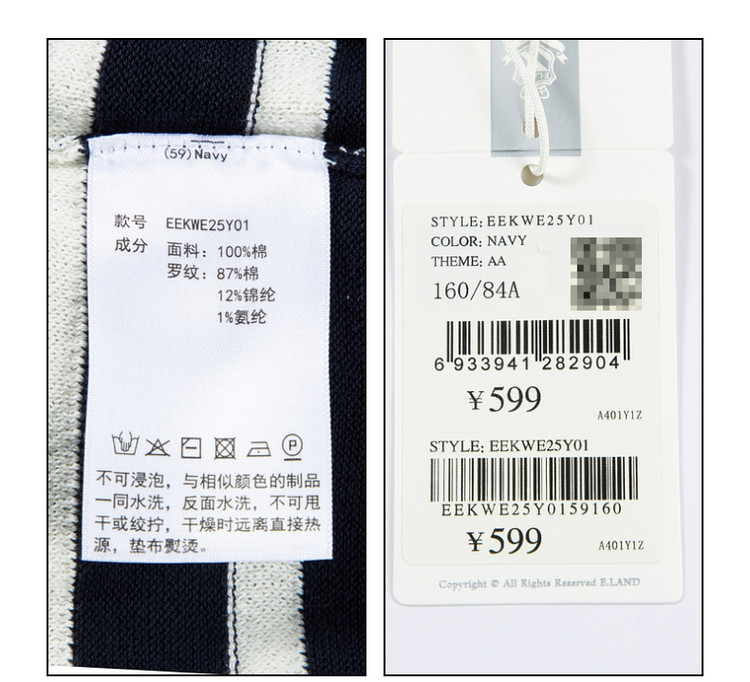 (59) Navy
款号 EEKWE25Y01
成分 面料：100%棉
罗纹：87%棉
12%锦纶
1%氨纶
P
不可浸泡，与相似颜色的制品
一同水洗，反面水洗，不可甩
干或绞拧，干燥时远离直接热
源，垫布熨烫。
STYLE: EEKWE25Y01
COLOR: NAVY
THEME: AA
160/84A
6 933941 282904
￥599
A401Y1Z
STYLE: EEKWE25Y01
EEKWE25Y0159160
￥599
A401Y1Z
Copyright © All Rights Reserved E.LAND